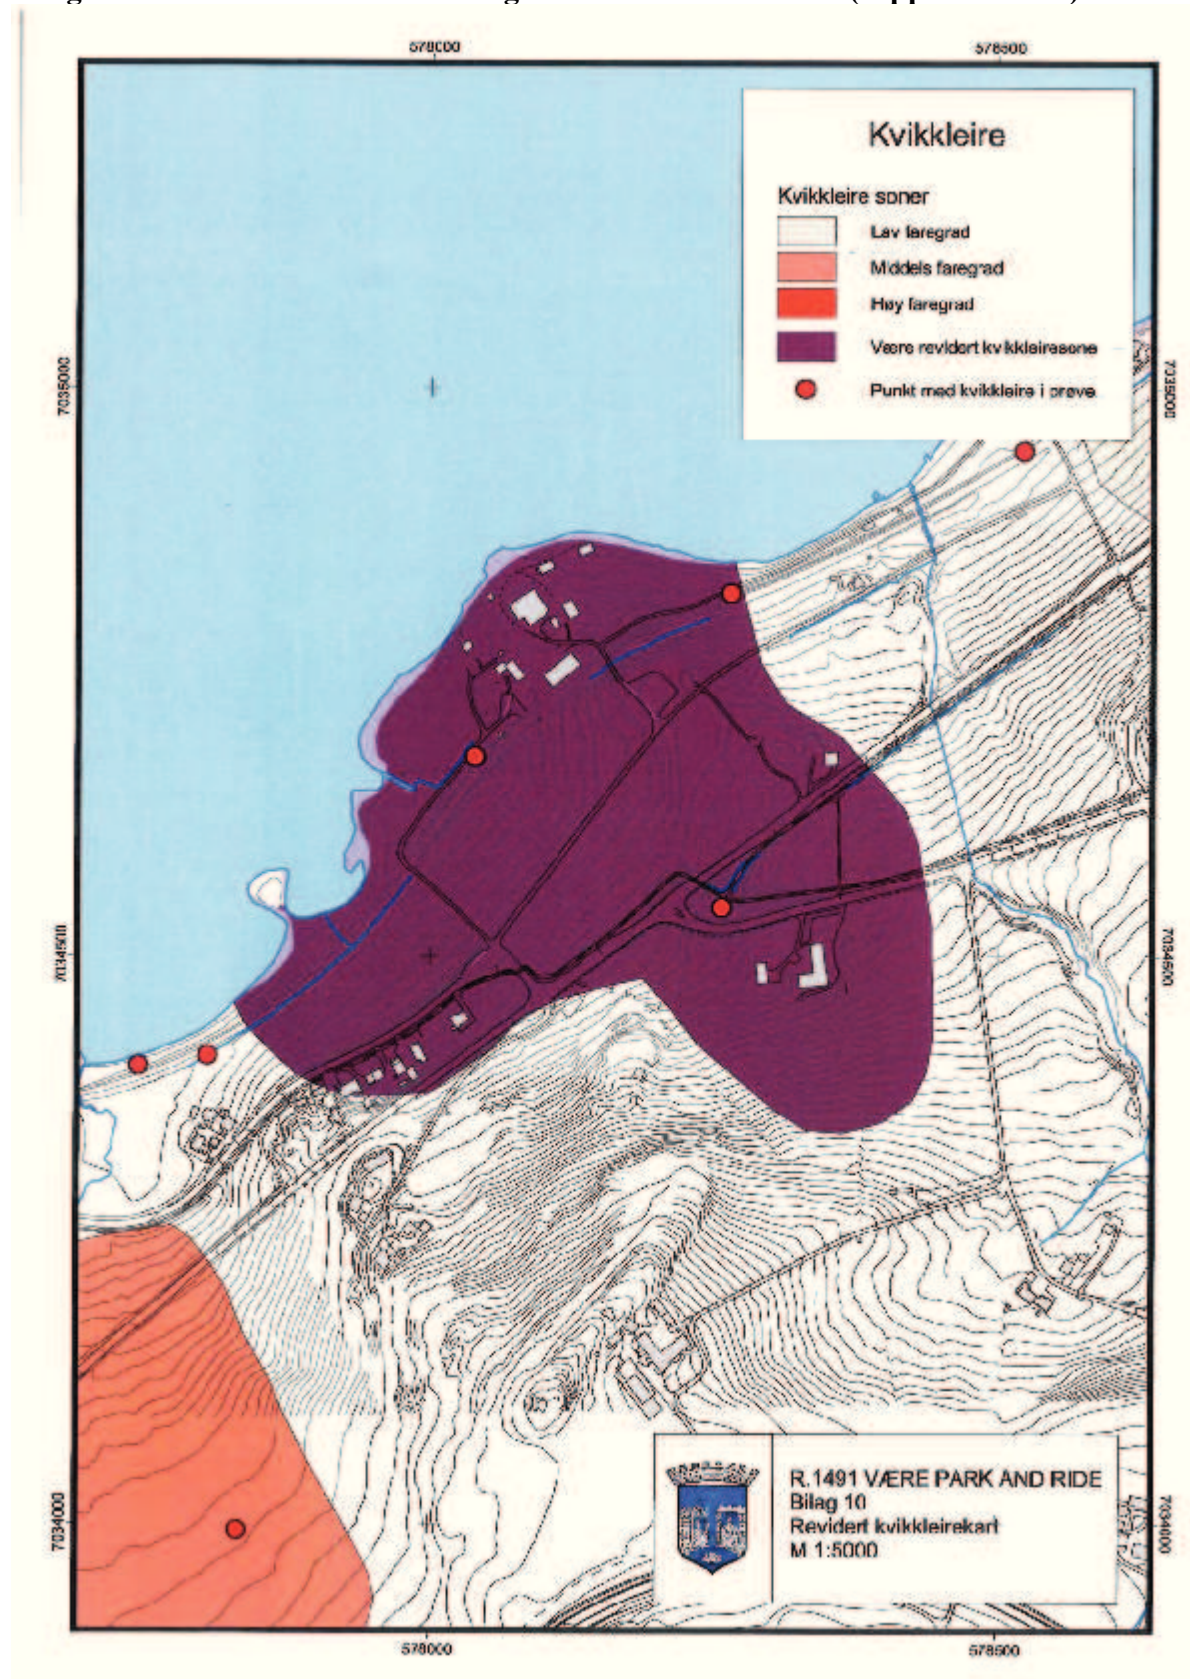 578000
578500
Kvikkleire
Kvikkleire soner
Lav faregrad
Middels faregrad
Høy faregrad
Være revidert kvikkleiresone
Punkt med kvikkleire i prøve
7035000
7035000
7034500
7034500
7034000
7034000
R.1491 VÆRE PARK AND RIDE
Bilag 10
Revidert kvikkleirekart
M 1:5000
578000
578500